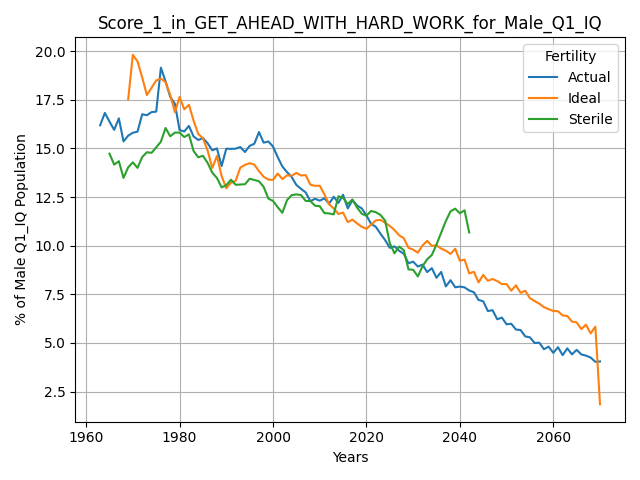 Score_1_in_GET_AHEAD_WITH_HARD_WORK_for_Male_Q1_IQ
% of Male Q1_IQ Population
20.0
17.5
15.0
12.5
10.0
7.5
5.0
2.5
Fertility
Actual
Ideal
Sterile
1960
1980
2000
2020
2040
2060
Years